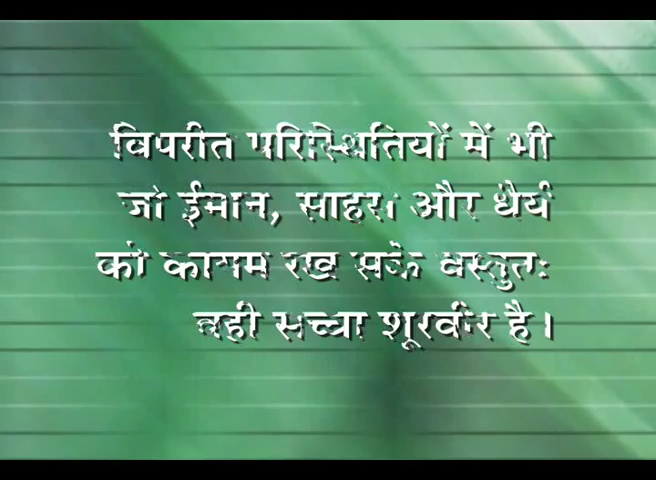 विपरीत परिस्थितियों में भी
जो ईमान, साहस और धैर्य
को कायम रख सके वस्तुतः
वही सच्चा शूरवीर है।